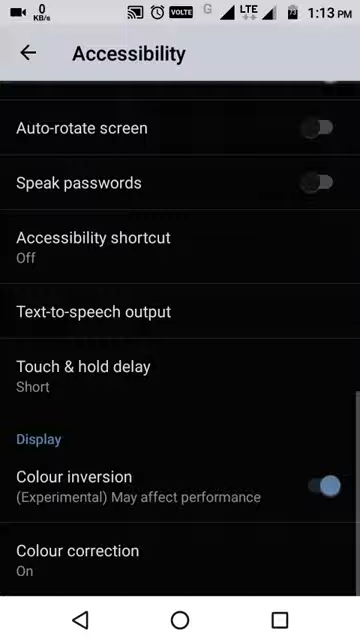 0
KB/s
VOLTE
G
LTE
73
1:13 PM
Accessibility
Auto-rotate screen
Speak passwords
Accessibility shortcut
Off
Text-to-speech output
Touch & hold delay
Short
Display
Colour inversion
(Experimental) May affect performance
Colour correction
On